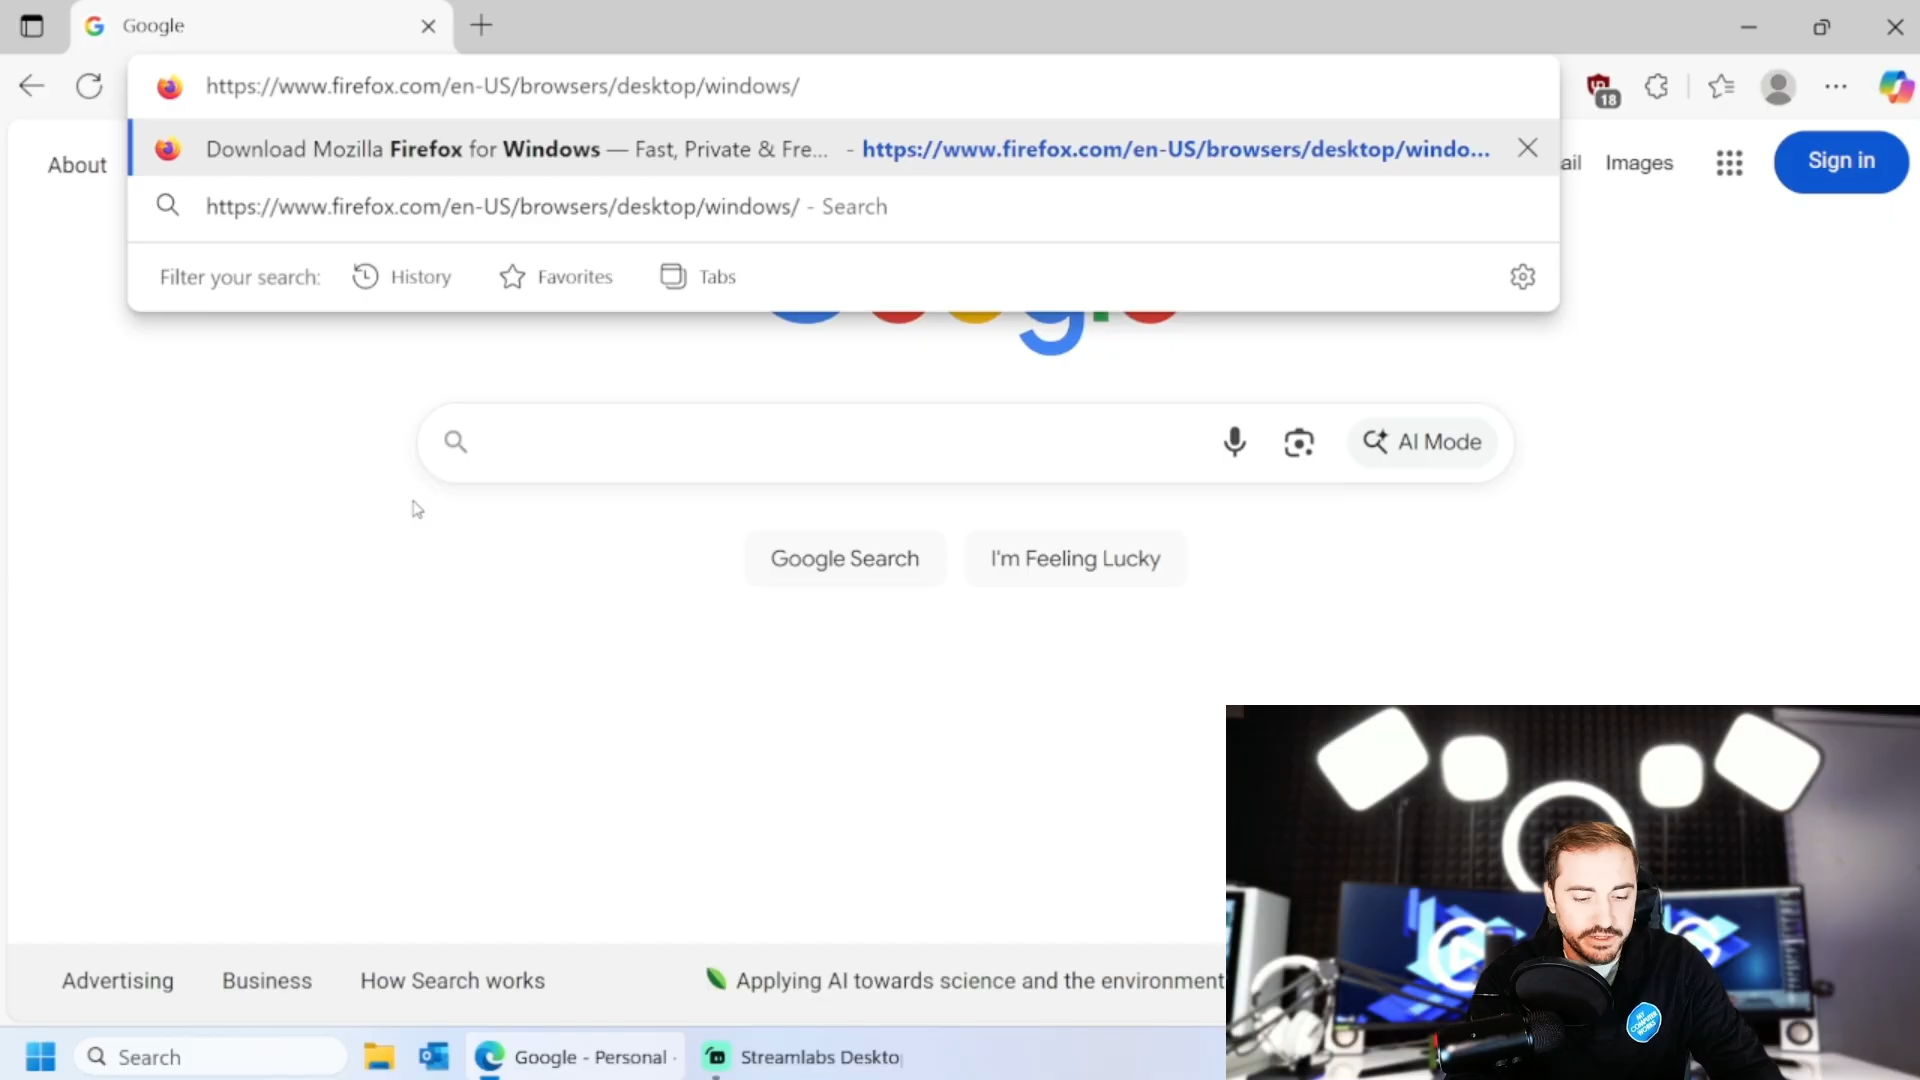 Google
https://www.firefox.com/en-US/browsers/desktop/windows/
18
Download Mozilla Firefox for Windows — Fast, Private & Fre... - https://www.firefox.com/en-US/browsers/desktop/windo...
About
ail
Images
Sign in
https://www.firefox.com/en-US/browsers/desktop/windows/ - Search
Filter your search:
History
Favorites
Tabs
AI Mode
Google Search
I'm Feeling Lucky
Advertising
Business
How Search works
Applying AI towards science and the environment
MY COMPUTER WORKS
Search
Google - Personal
Streamlabs Deskto